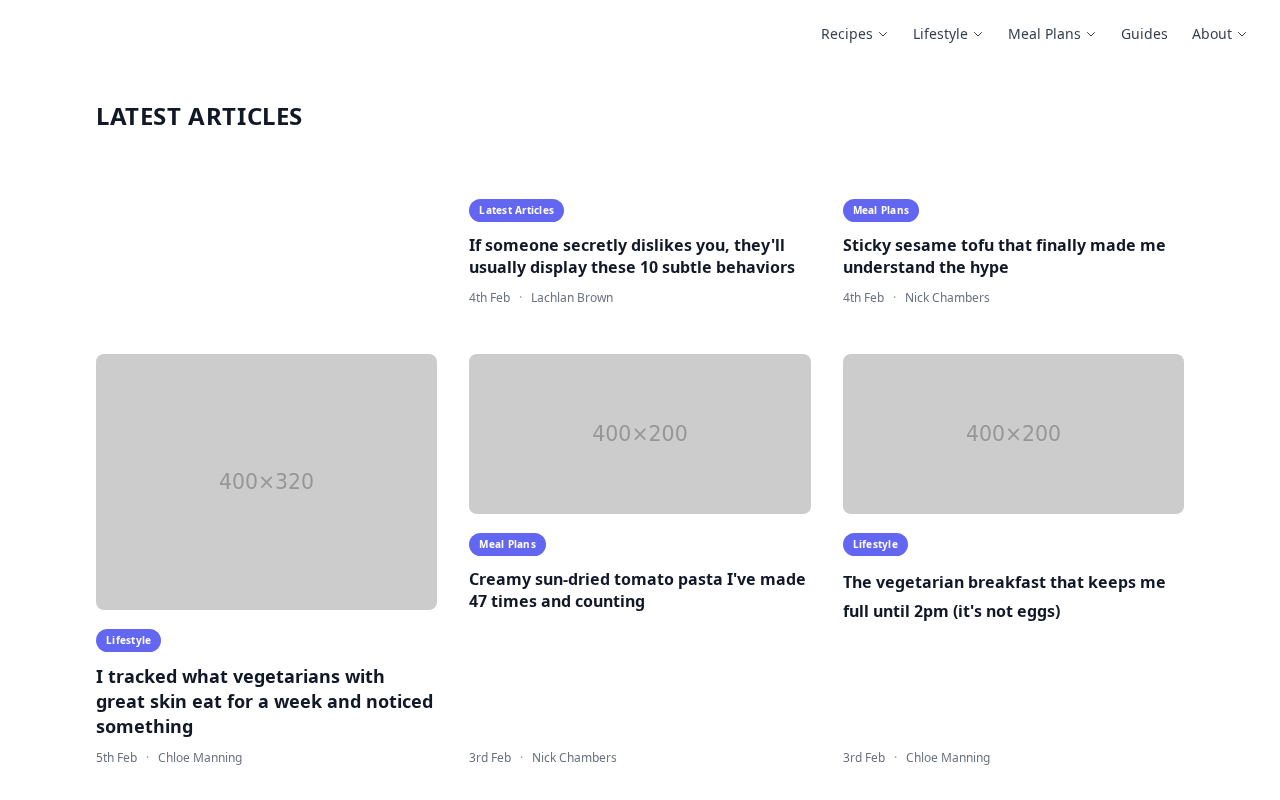 Recipes
Lifestyle
Meal Plans
Guides
About
LATEST ARTICLES
Latest Articles
If someone secretly dislikes you, they'll
usually display these 10 subtle behaviors
4th Feb · Lachlan Brown
Meal Plans
Sticky sesame tofu that finally made me
understand the hype
4th Feb · Nick Chambers
400×320
Lifestyle
I tracked what vegetarians with
great skin eat for a week and noticed
something
5th Feb · Chloe Manning
400×200
Meal Plans
Creamy sun-dried tomato pasta I've made
47 times and counting
3rd Feb · Nick Chambers
400×200
Lifestyle
The vegetarian breakfast that keeps me
full until 2pm (it's not eggs)
3rd Feb · Chloe Manning